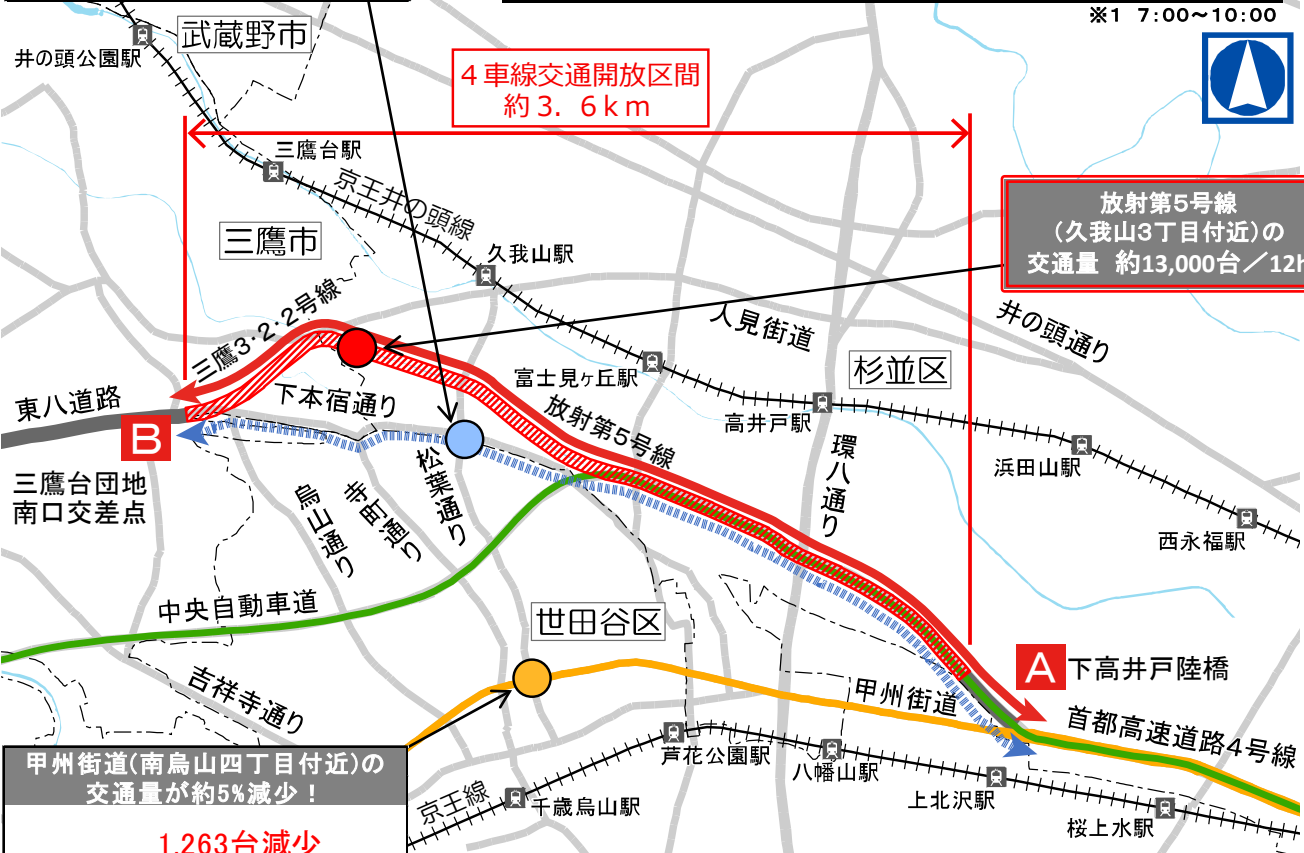 ※1 7:00~10:00
武蔵野市
井の頭公園駅
4車線交通開放区間
約3.6km
三鷹台駅
京王井の頭線
三鷹市
久我山駅
放射第5号線
(久我山3丁目付近)の
交通量 約13,000台/12h
三鷹3・2・2号線
人見街道
井の頭通り
富士見ヶ丘駅
杉並区
東八道路
下本宿通り
放射第5号線
高井戸駅
B
環八通り
浜田山駅
三鷹台団地
南口交差点
松葉通り
烏山通り
寺町通り
西永福駅
中央自動車道
世田谷区
A
下高井戸陸橋
吉祥寺通り
甲州街道
首都高速道路4号線
甲州街道(南烏山四丁目付近)の
交通量が約5%減少!
1,263台減少
芦花公園駅
八幡山駅
京王線
千歳烏山駅
上北沢駅
桜上水駅